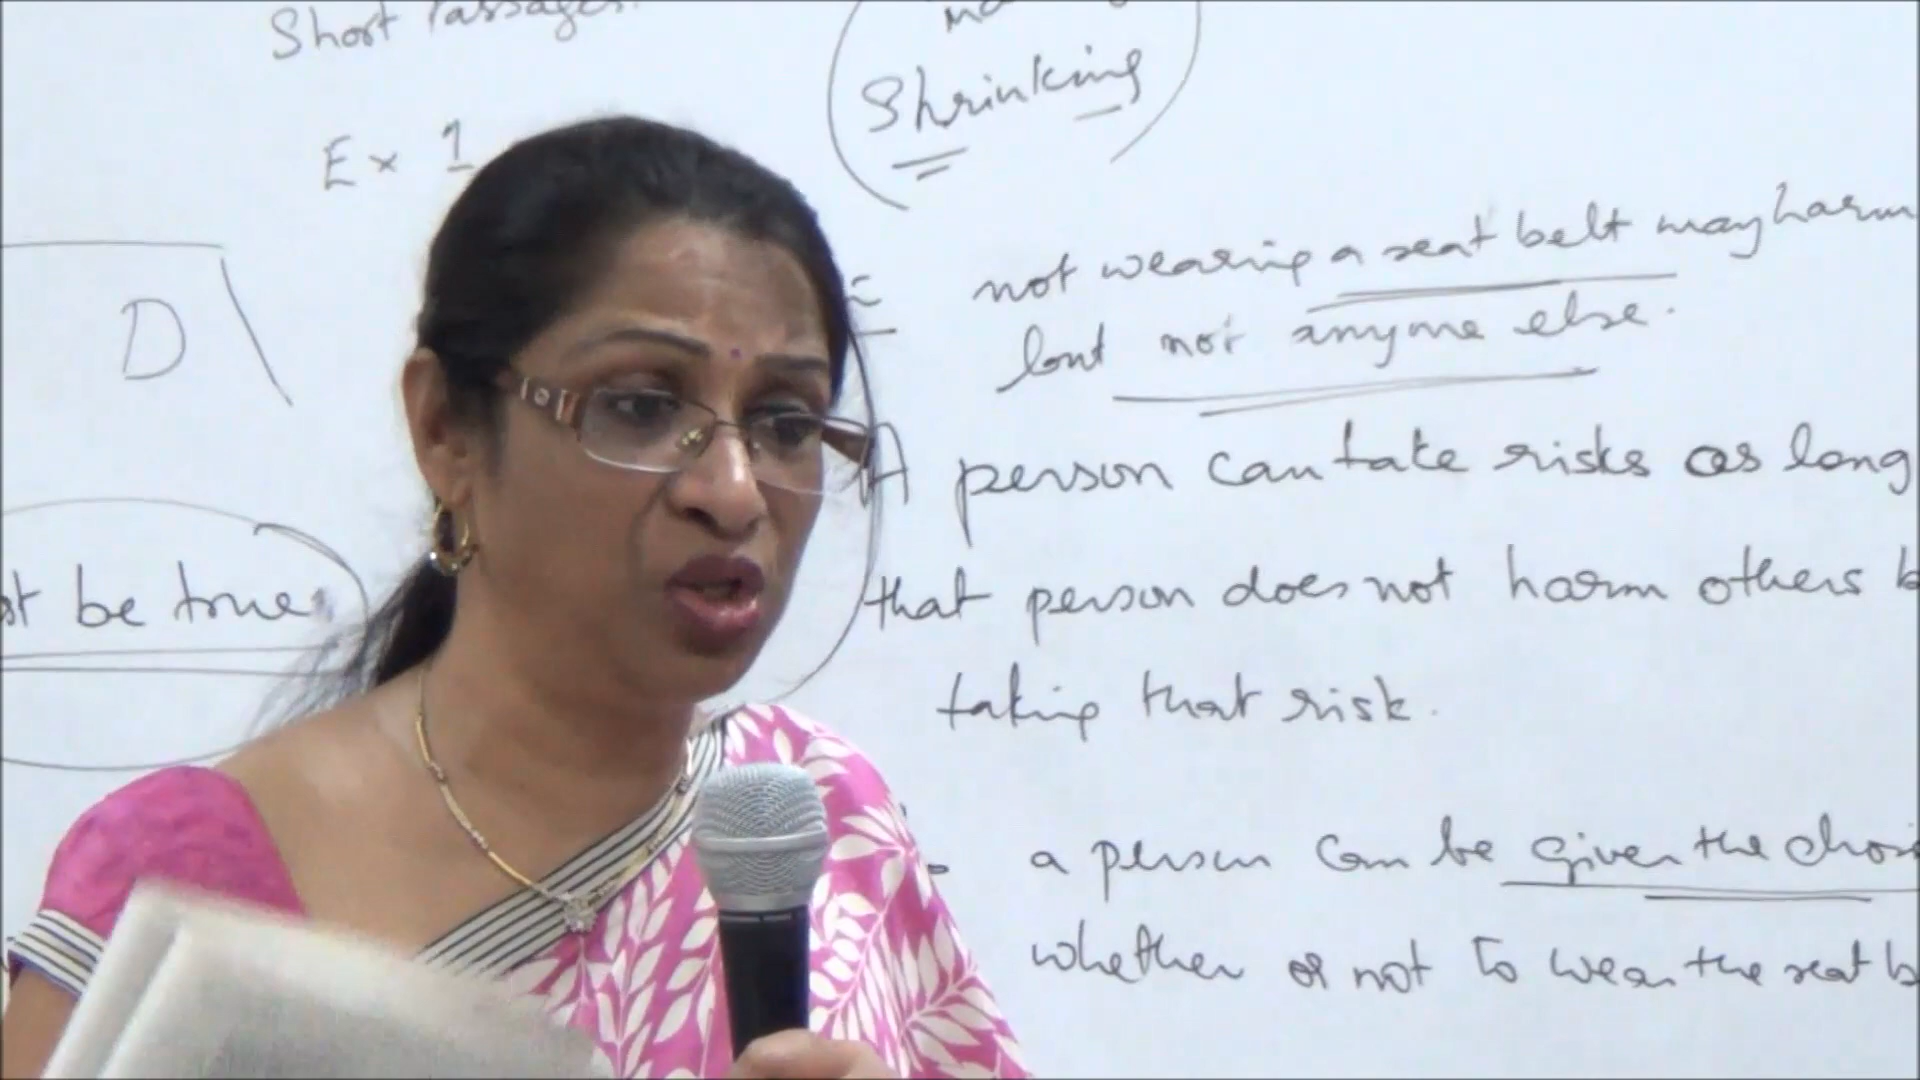 Short Passages.
Shrinking
Ex 1
not wearing a seat belt may harm
D
but not anyone else.
A person can take risks as long
be true
that person does not harm others
taking that risk.
a person can be given the
whether or not to wear the seat